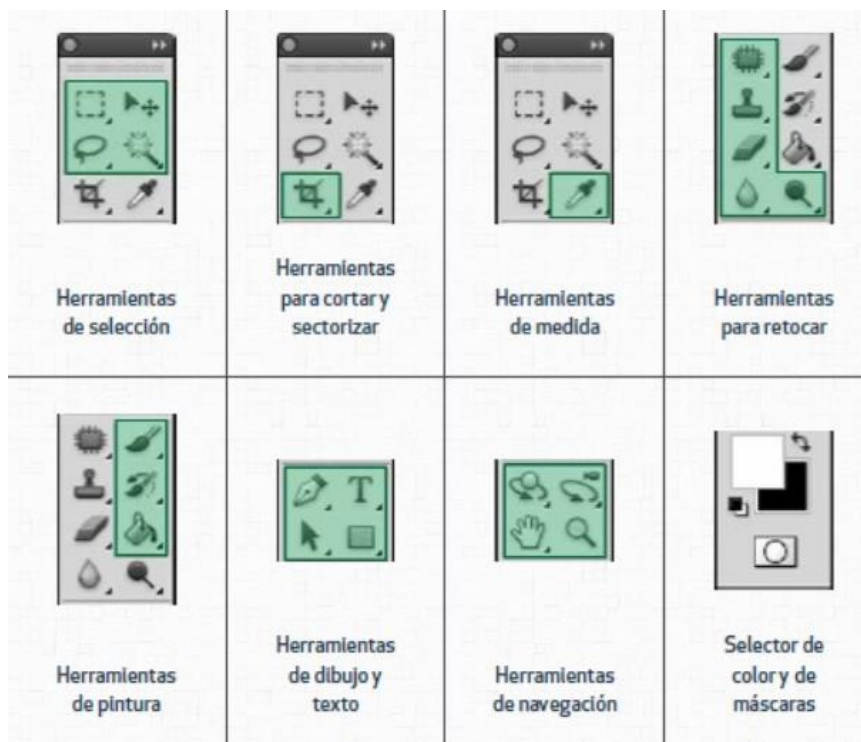 Herramientas
de selección
Herramientas
para cortar y
sectorizar
Herramientas
de medida
Herramientas
para retocar
Herramientas
de pintura
T
Herramientas
de dibujo y
texto
Herramientas
de navegación
Selector de
color y de
máscaras